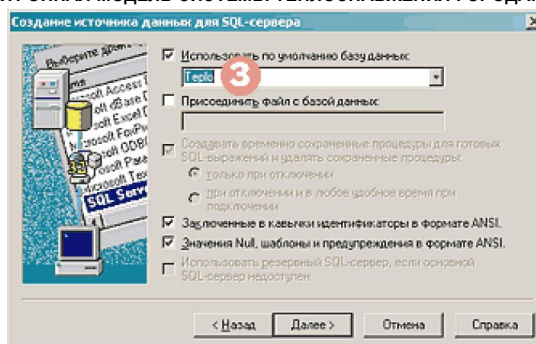 Создание источника данных для SQL-сервера
Использовать по умолчанию базу данных:
Teplo
3
Присоединить файл с базой данных:
Создавать временно сохраненные процедуры для готовых
SQL-выражений и удалять сохраненные процедуры:
только при отключении
при отключении и в любое удобное время при
подключении
Заключенные в кавычки идентификаторы в формате ANSI.
Значения Null, шаблоны и предупреждения в формате ANSI.
Использовать резервный SQL-сервер, если основной
SQL-сервер недоступен.
SQL Serv
< Назад
Далее >
Отмена
Справка